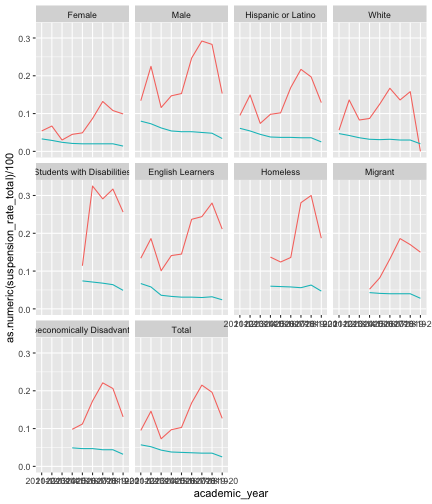 Female
Male
Hispanic or Latino
White
0.3
0.2
0.1
0.0
Students with Disabilities
English Learners
Homeless
Migrant
0.3
0.2
0.1
0.0
oeconomically Disadvant
Total
0.3
0.2
0.1
0.0
as.numeric(suspension_rate_total)/100
academic_year